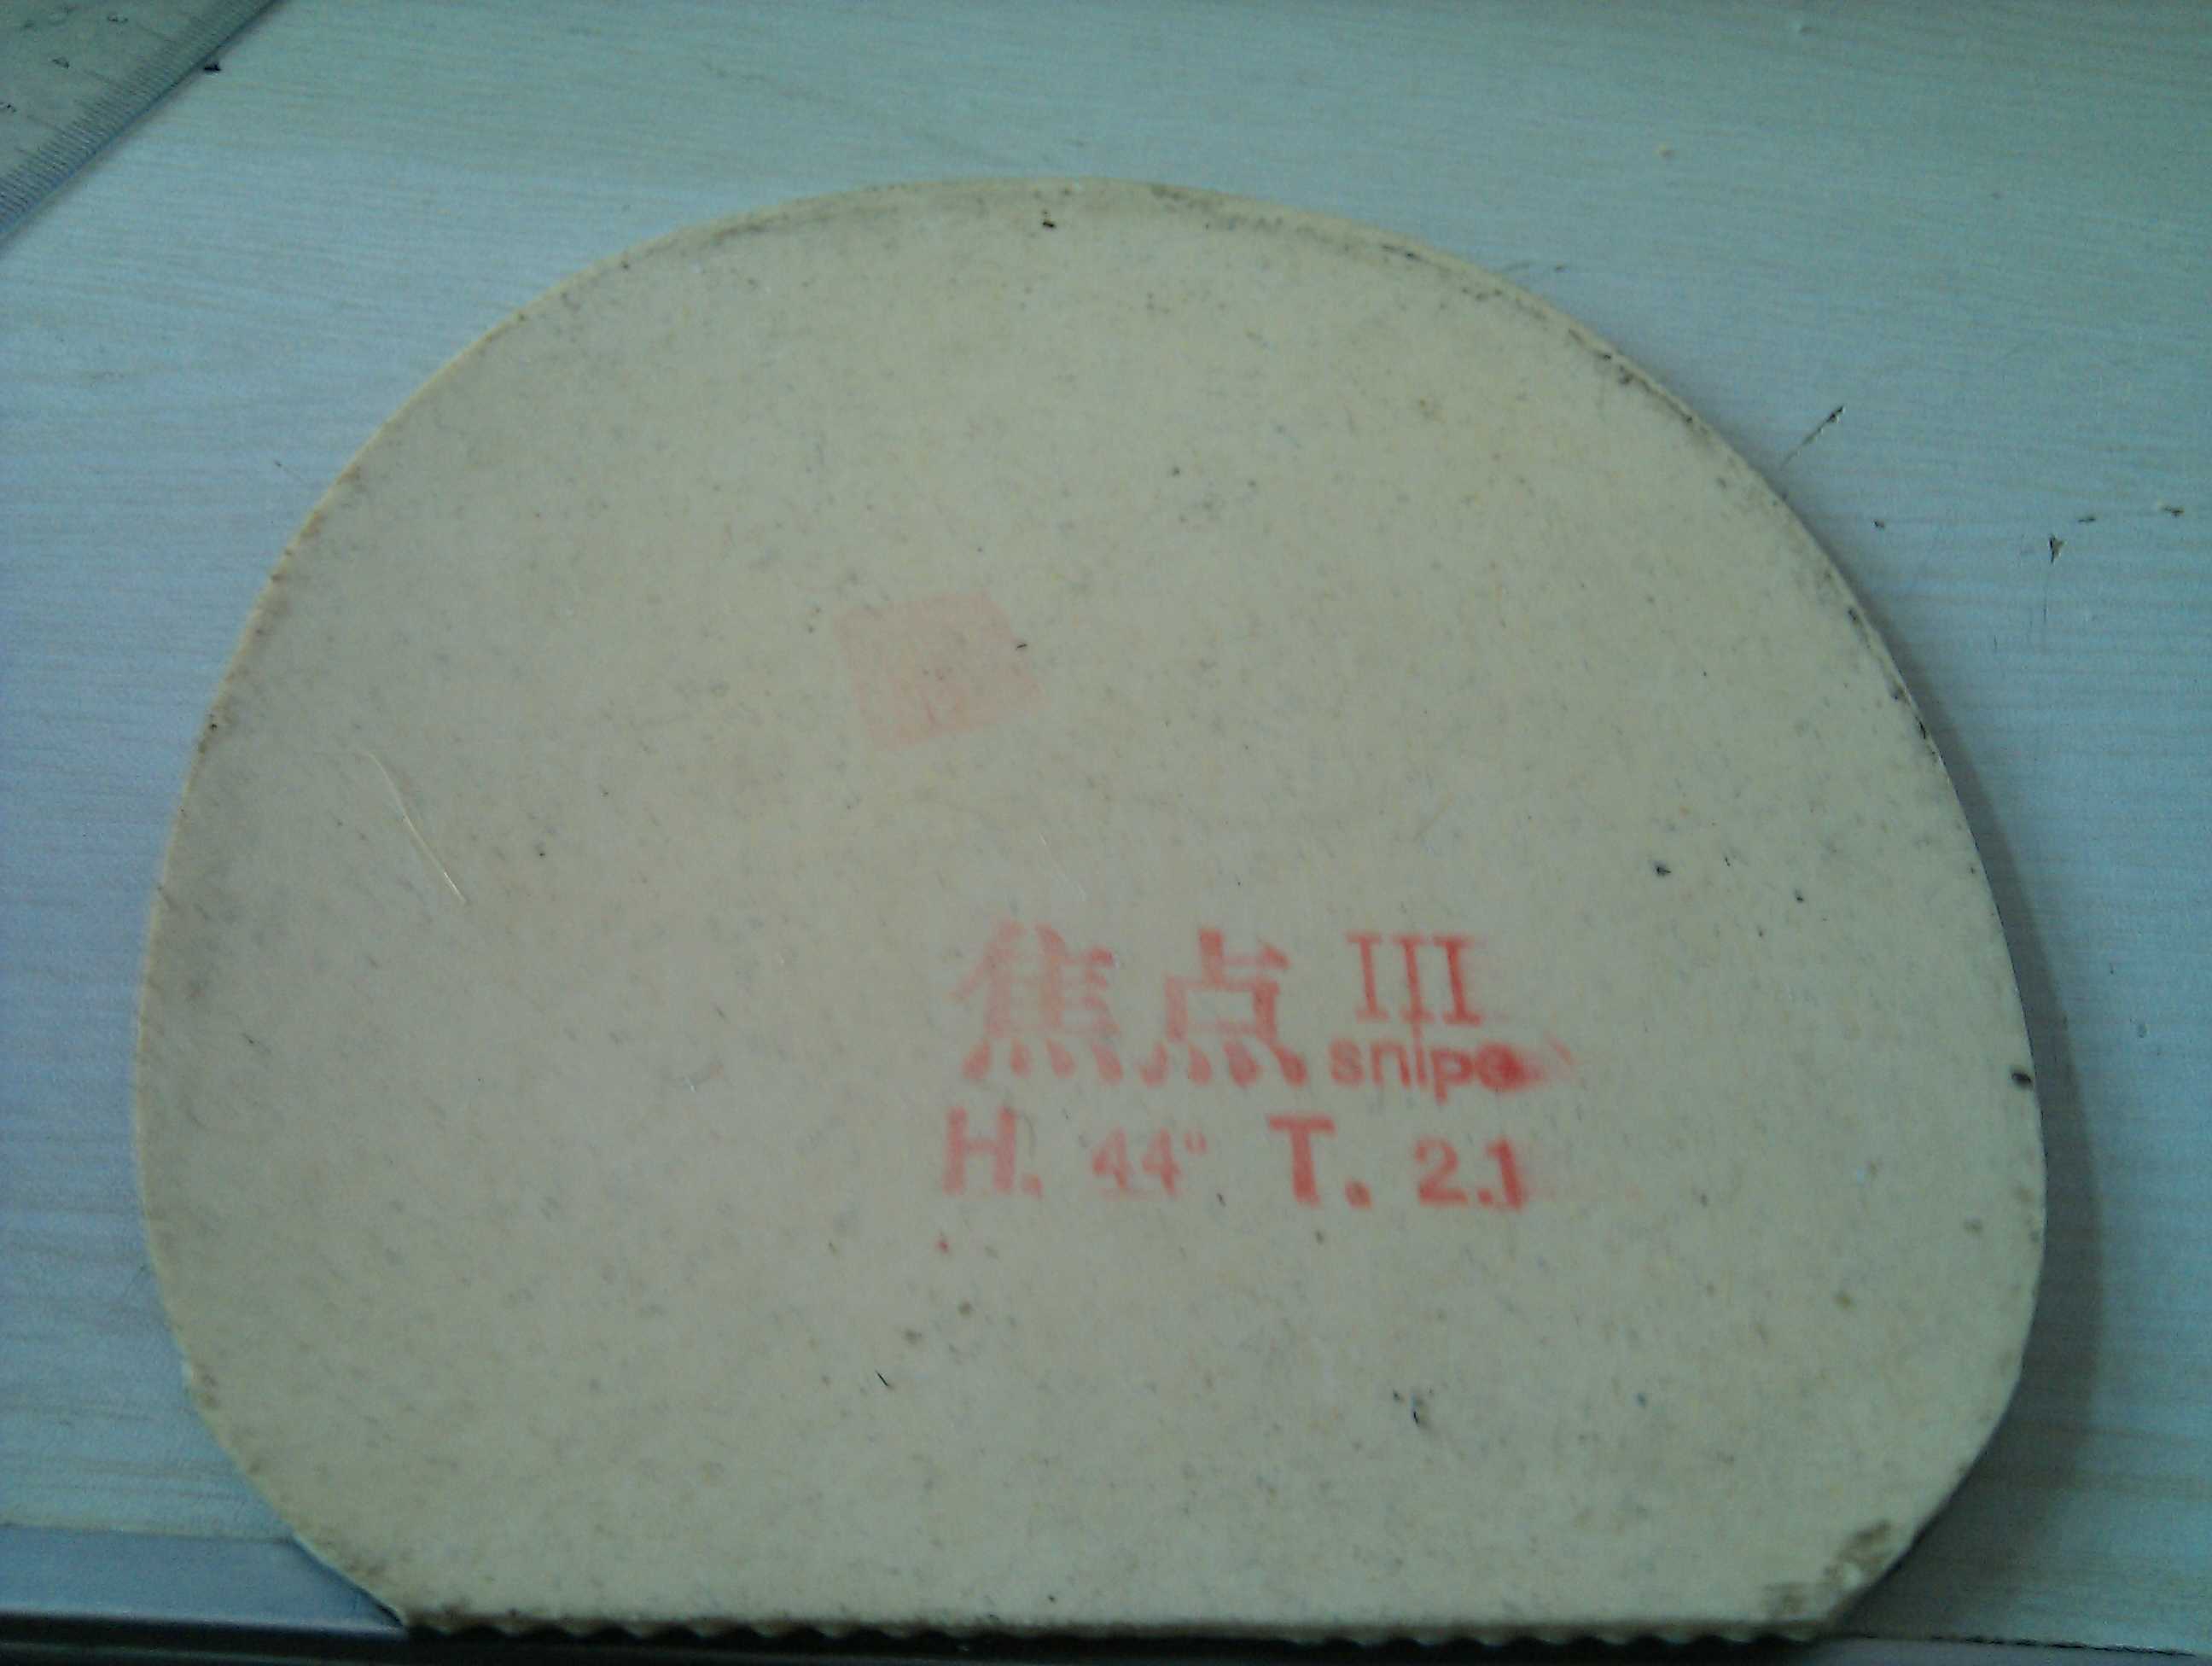 焦点 III
snipe
H. 44" T. 2.1